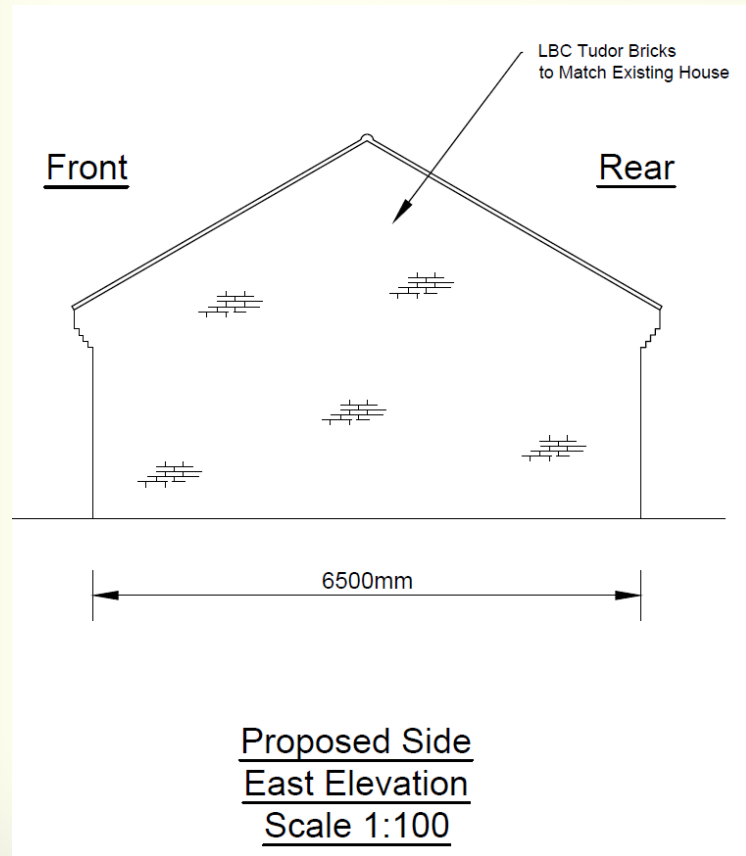 LBC Tudor Bricks
to Match Existing House
Front
Rear
6500mm
Proposed Side
East Elevation
Scale 1:100